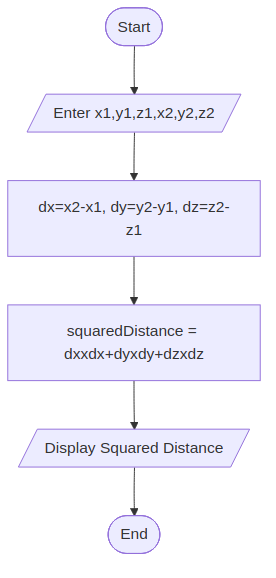 Start
Enter x1,y1,z1,x2,y2,z2
dx=x2-x1, dy=y2-y1, dz=z2-
z1
squaredDistance =
dxxdx+dyxdy+dzxdz
Display Squared Distance
End